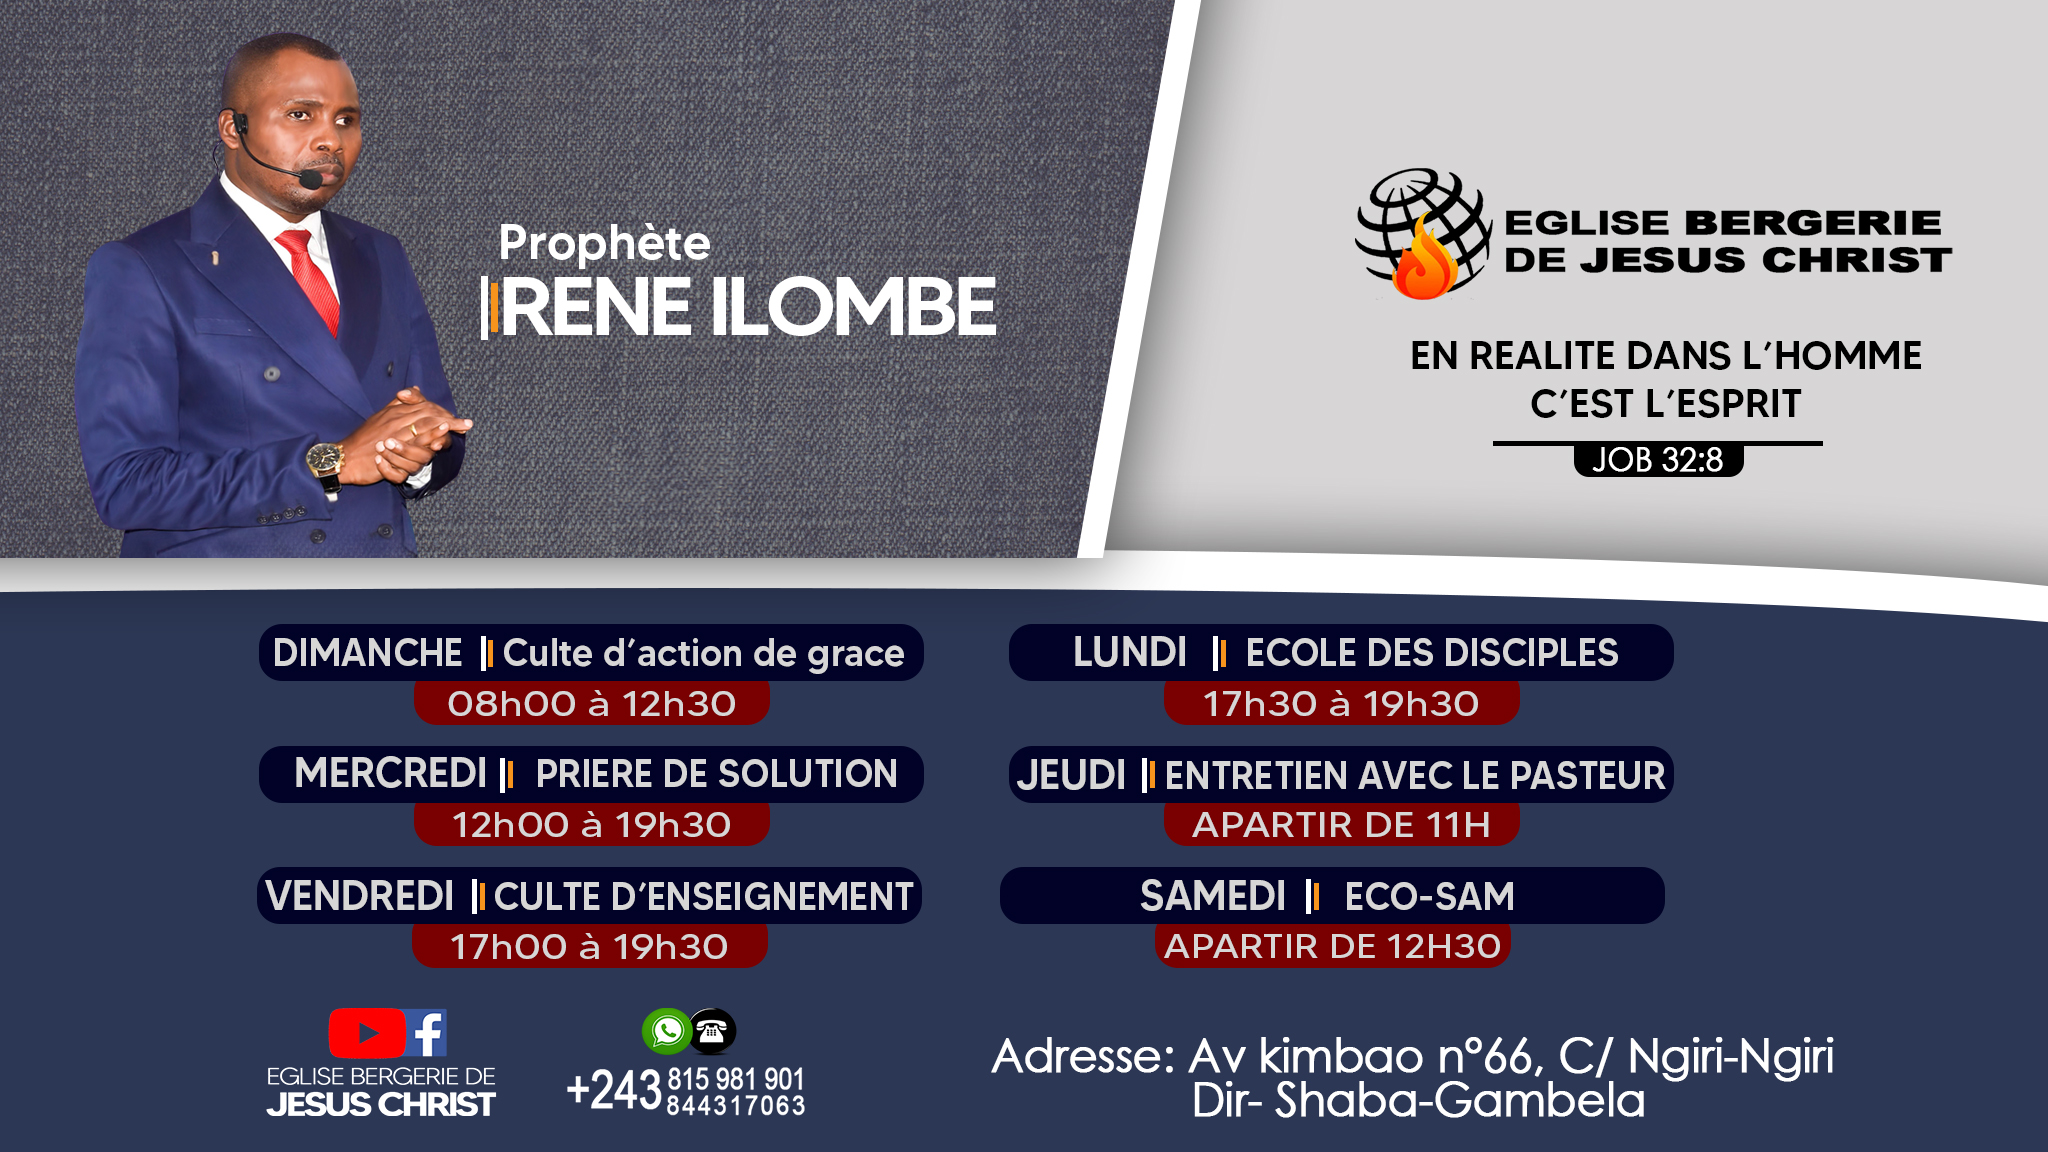 Prophète
IRENE ILOMBE
EGLISE BERGERIE
DE JESUS CHRIST
EN REALITE DANS L'HOMME
C'EST L'ESPRIT
JOB 32:8
DIMANCHE Culte d'action de grace
08h00 à 12h30
LUNDI ECOLE DES DISCIPLES
17h30 à 19h30
MERCREDI PRIERE DE SOLUTION
12h00 à 19h30
JEUDI ENTRETIEN AVEC LE PASTEUR
APARTIR DE 11H
VENDREDI CULTE D'ENSEIGNEMENT
17h00 à 19h30
SAMEDI ECO-SAM
APARTIR DE 12H30
EGLISE BERGERIE DE
JESUS CHRIST
+243 815 981 901
844317063
Adresse: Av kimbao n°66, C/ Ngiri-Ngiri
Dir- Shaba-Gambela